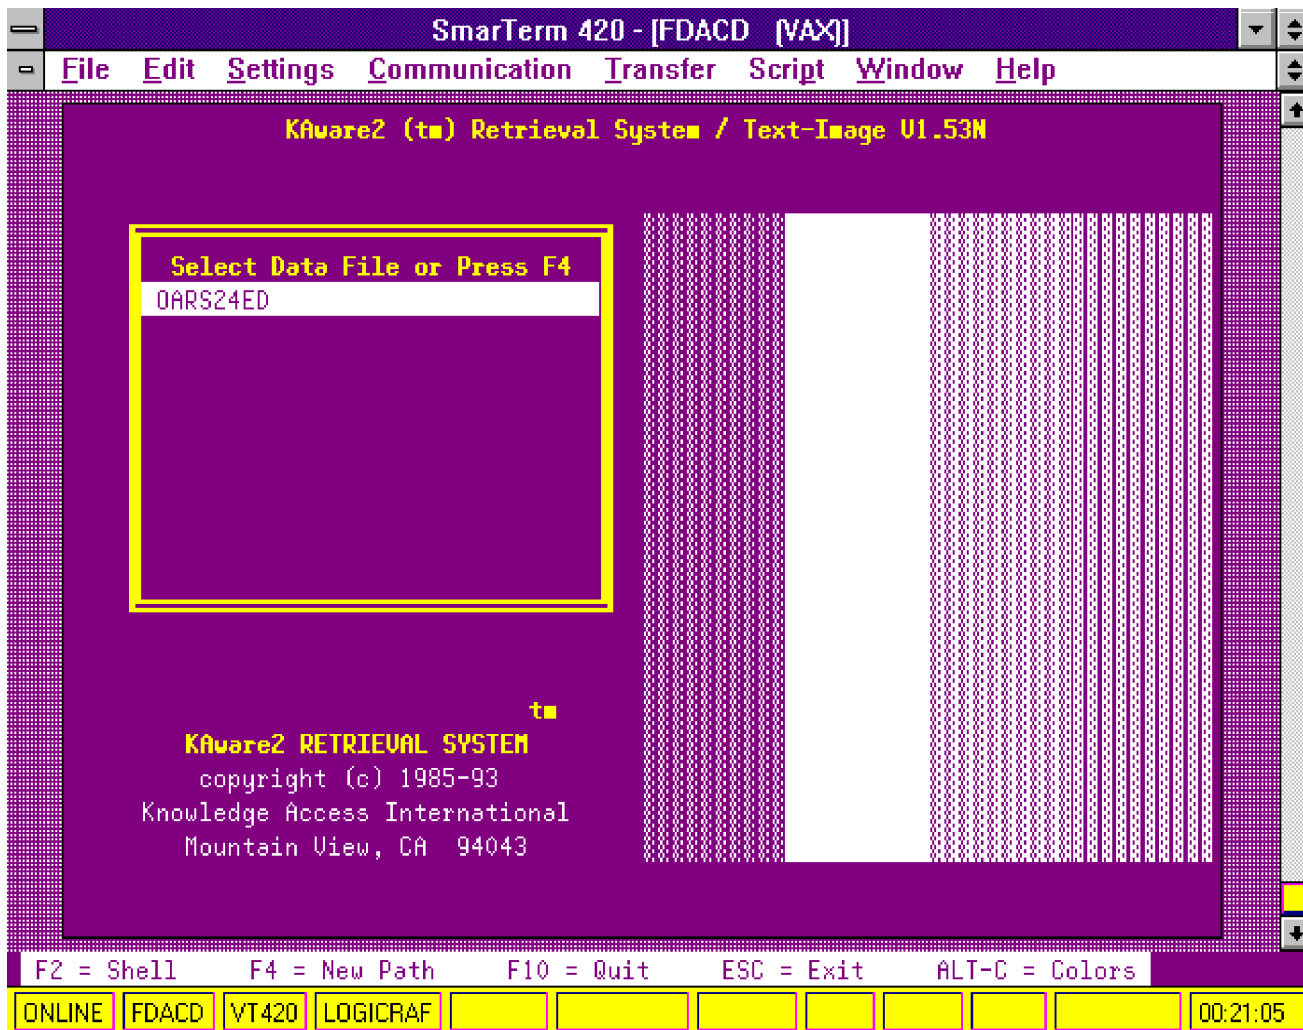 SmarTerm 420 - [FDACD (VAX)]
File Edit Settings Communication Transfer Script Window Help
KAware2 (tm) Retrieval System / Text-Image V1.53N
Select Data File or Press F4
OARS24ED
tm
KAware2 RETRIEVAL SYSTEM
copyright (c) 1985-93
Knowledge Access International
Mountain View, CA 94043
F2 = Shell F4 = New Path F10 = Quit ESC = Exit ALT-C = Colors
ONLINE FDACD VT420 LOGICRAF 00:21:05